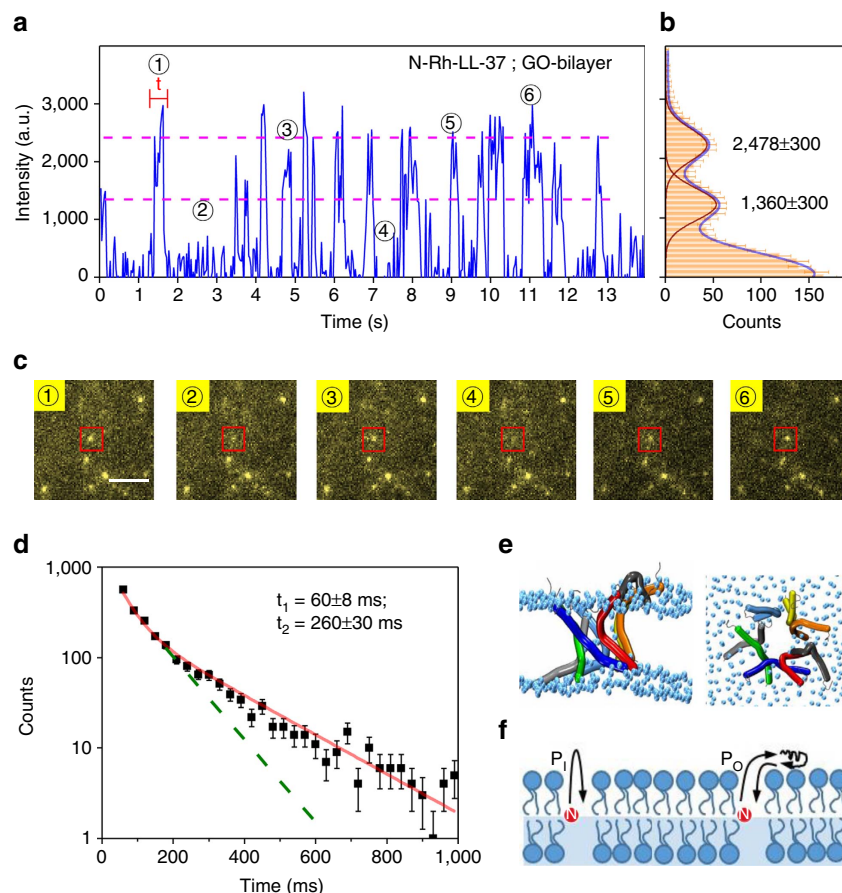 a
b
N-Rh-LL-37 ; GO-bilayer
Intensity (a.u.)
3,000
2,000
1,000
0
① t
②
③
④
⑤
⑥
0 1 2 3 4 5 6 7 8 9 10 11 12 13
Time (s)
2,478±300
1,360±300
0 50 100 150
Counts
c
① ② ③ ④ ⑤ ⑥
d
Counts
1,000
100
10
1
t1 = 60±8 ms;
t2 = 260±30 ms
200 400 600 800 1,000
Time (ms)
e
f
PI
PO
N
N